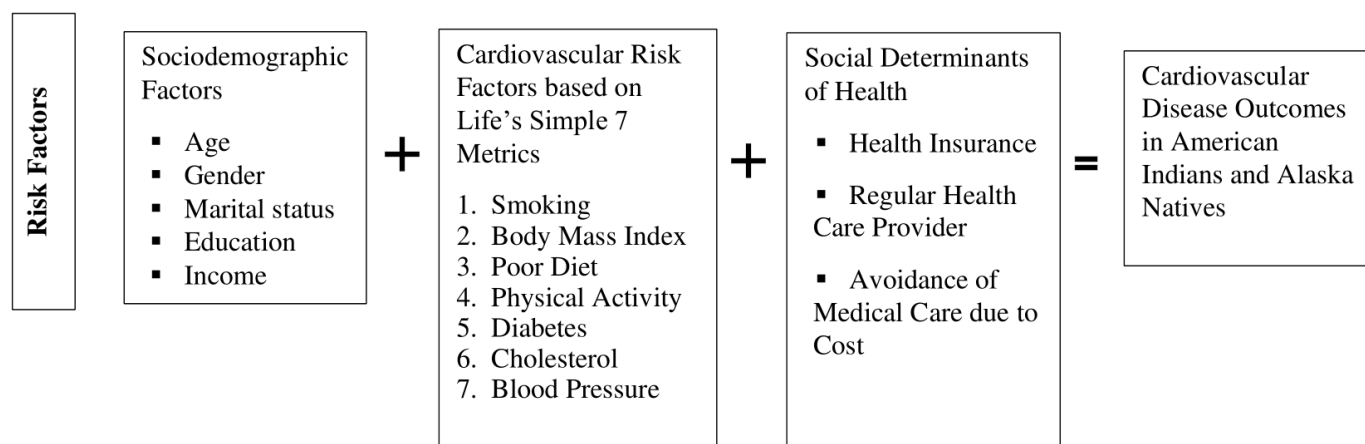 Risk Factors
Sociodemographic
Factors
▪ Age
▪ Gender
▪ Marital status
▪ Education
▪ Income
+
Cardiovascular Risk
Factors based on
Life’s Simple 7
Metrics
1. Smoking
2. Body Mass Index
3. Poor Diet
4. Physical Activity
5. Diabetes
6. Cholesterol
7. Blood Pressure
+
Social Determinants
of Health
▪ Health Insurance
▪ Regular Health
Care Provider
▪ Avoidance of
Medical Care due to
Cost
=
Cardiovascular
Disease Outcomes
in American
Indians and Alaska
Natives